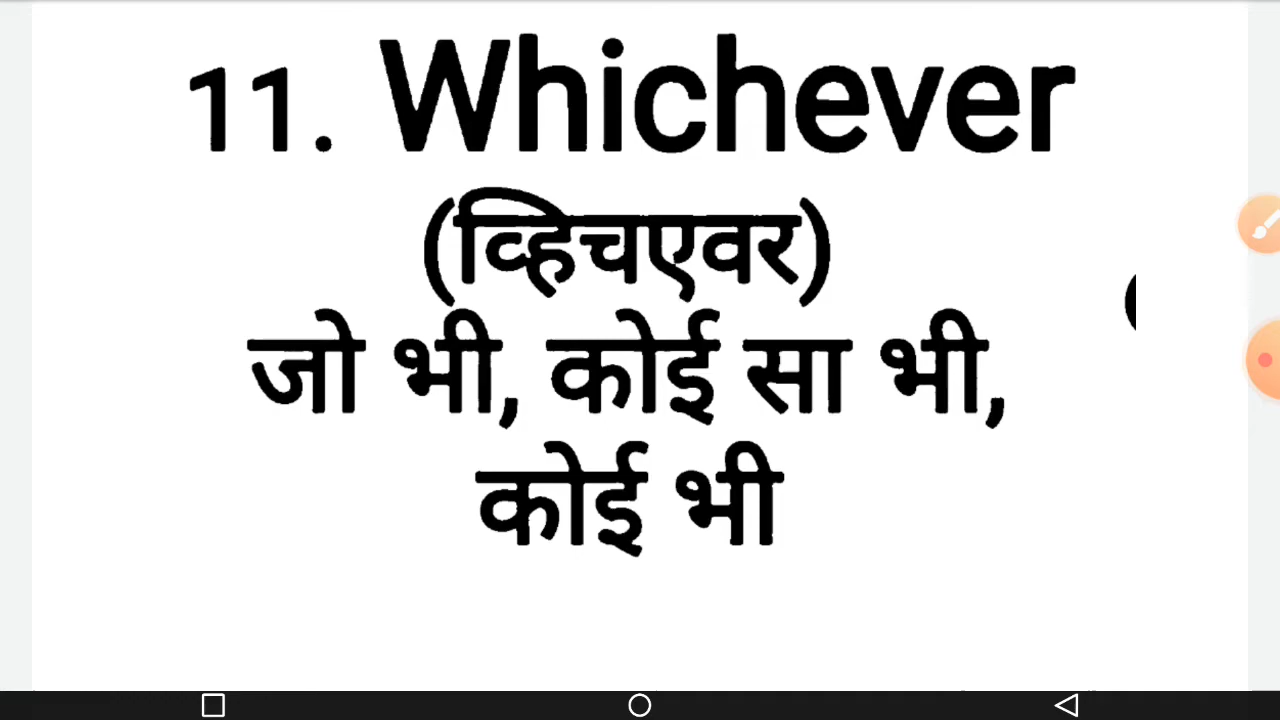 11. Whichever
(व्हिचएवर)
जो भी, कोई सा भी,
कोई भी